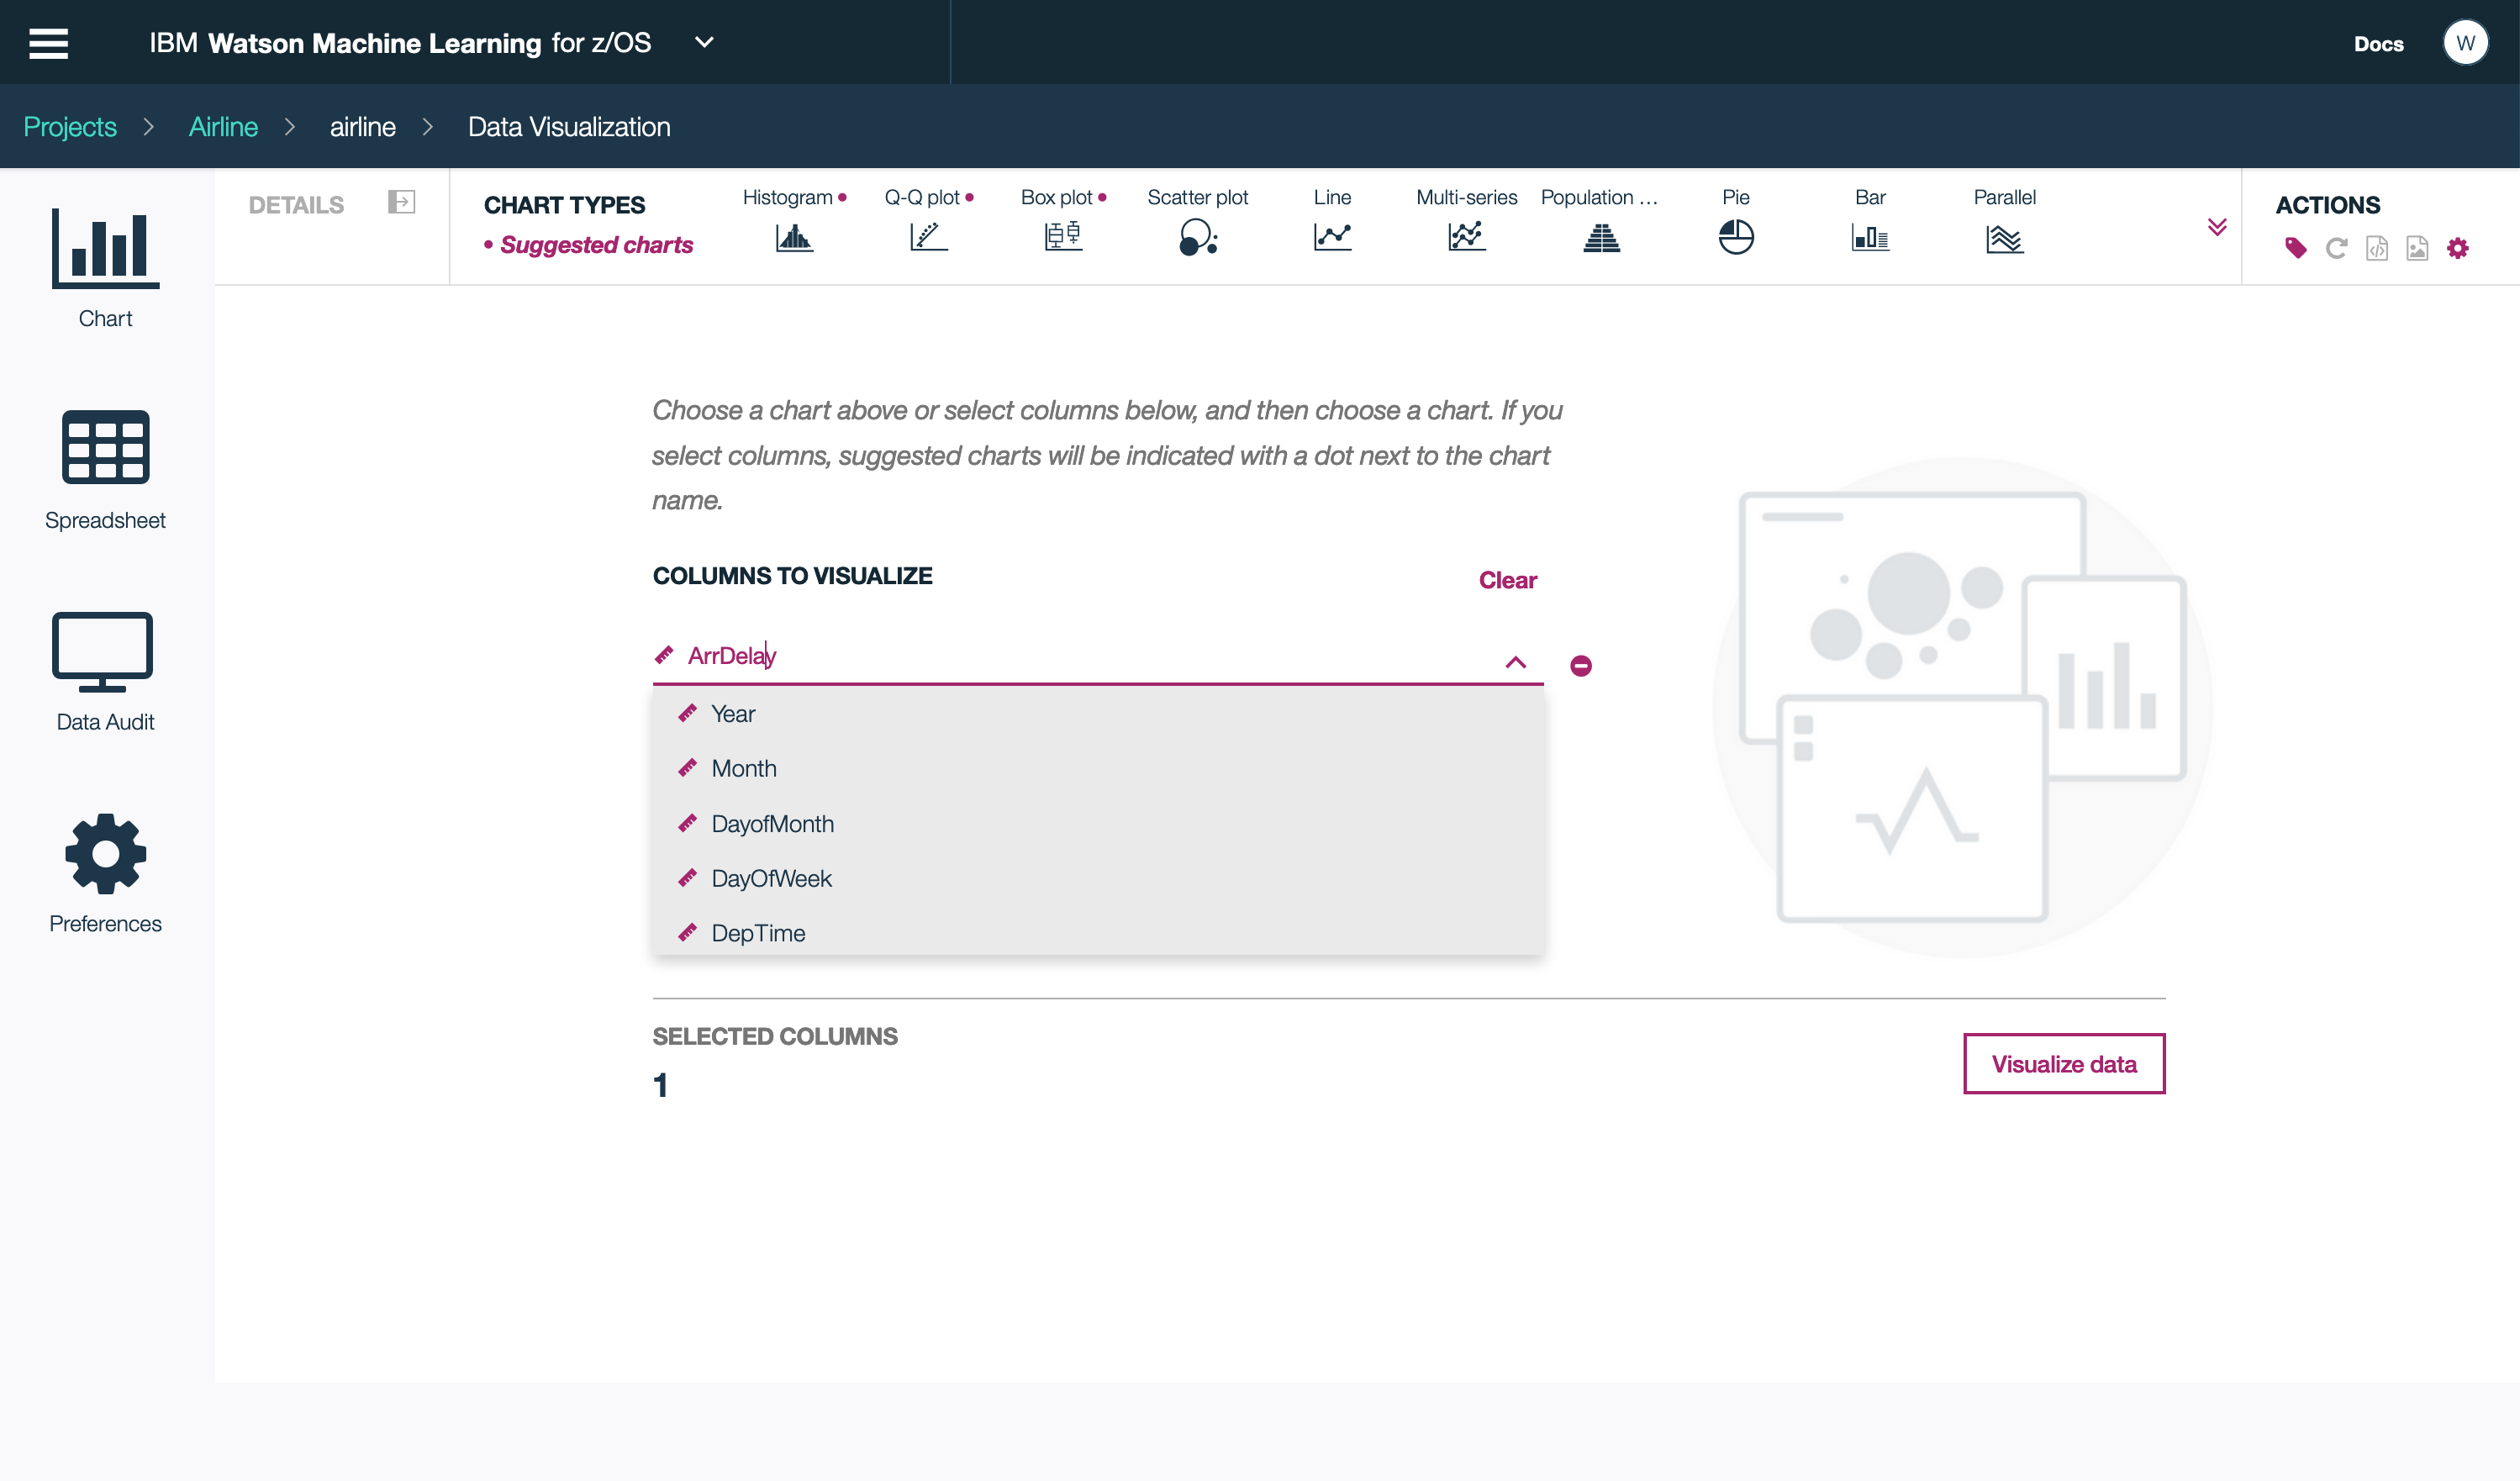 IBM Watson Machine Learning for z/OS
Docs
W
Projects > Airline > airline > Data Visualization
DETAILS
CHART TYPES
• Suggested charts
Histogram •
Q-Q plot •
Box plot •
Scatter plot
Line
Multi-series
Population ...
Pie
Bar
Parallel
ACTIONS
Chart
Spreadsheet
Data Audit
Preferences
Choose a chart above or select columns below, and then choose a chart. If you
select columns, suggested charts will be indicated with a dot next to the chart
name.
COLUMNS TO VISUALIZE
Clear
ArrDelay
Year
Month
DayofMonth
DayOfWeek
DepTime
SELECTED COLUMNS
1
Visualize data